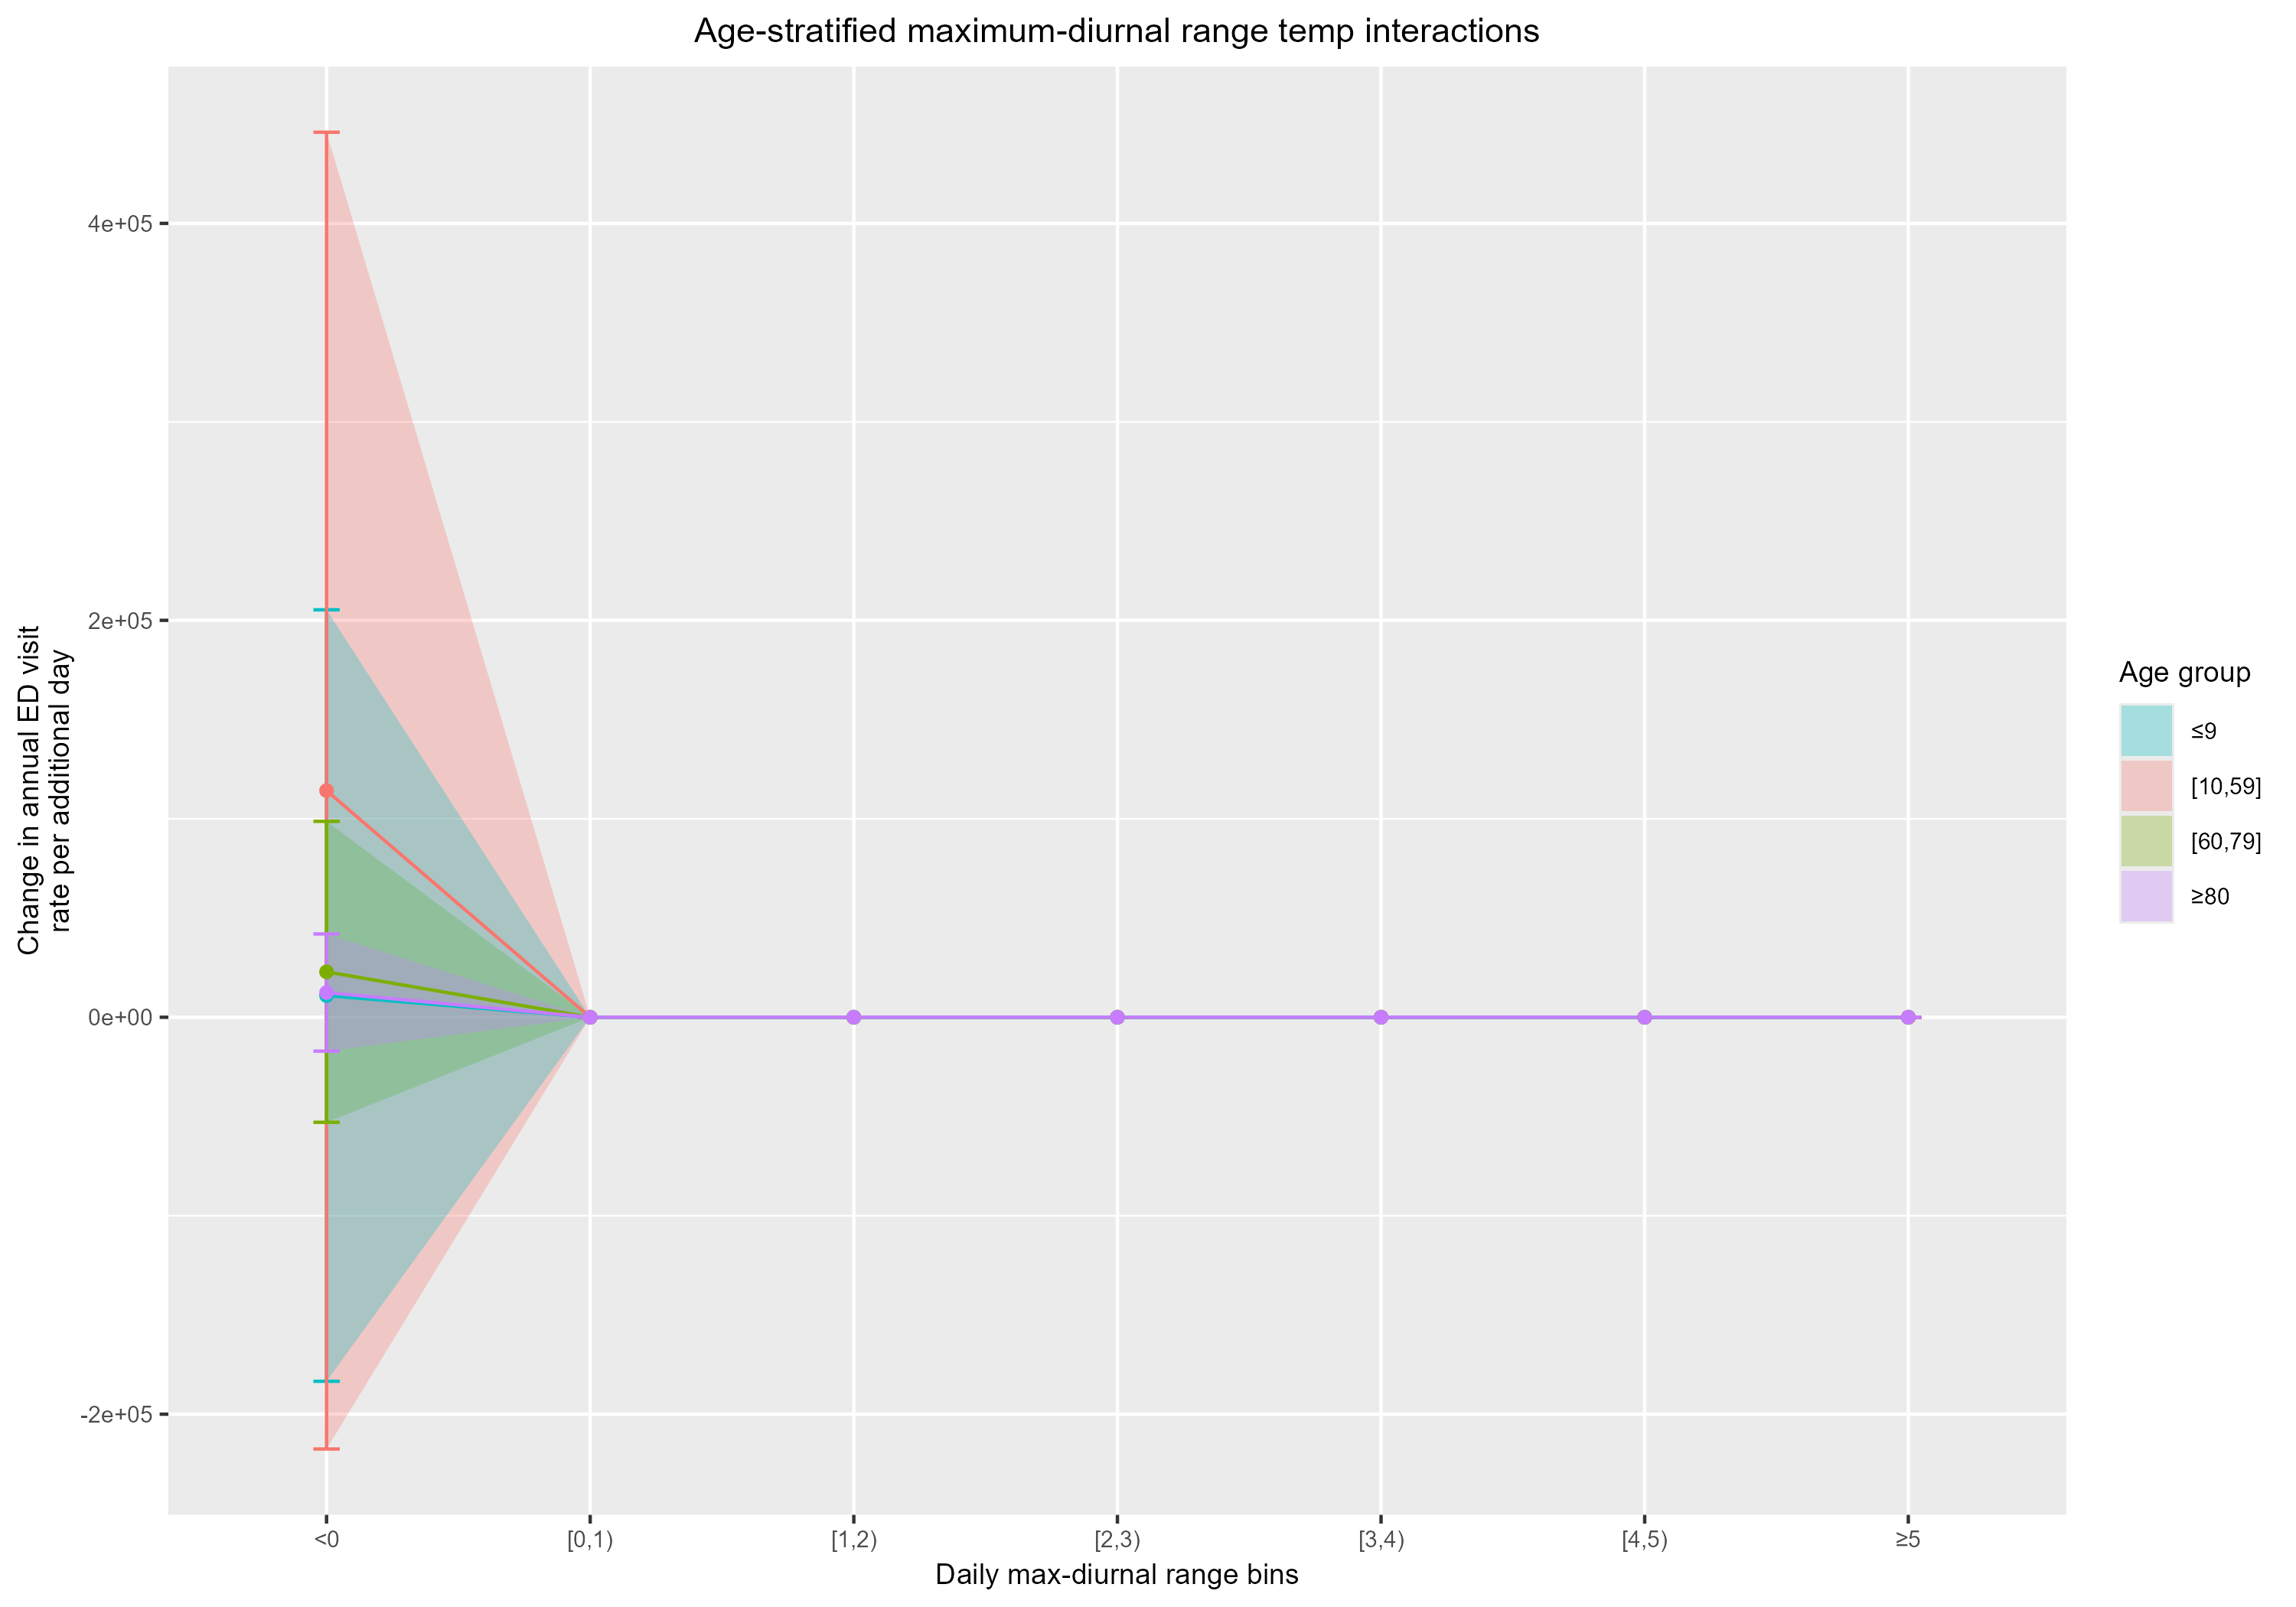 Age-stratified maximum-diurnal range temp interactions
Change in annual ED visit
rate per additional day
4e+05
2e+05
0e+00
-2e+05
<0
[0,1)
[1,2)
[2,3)
[3,4)
[4,5)
≥5
Daily max-diurnal range bins
Age group
≤9
[10,59]
[60,79]
≥80